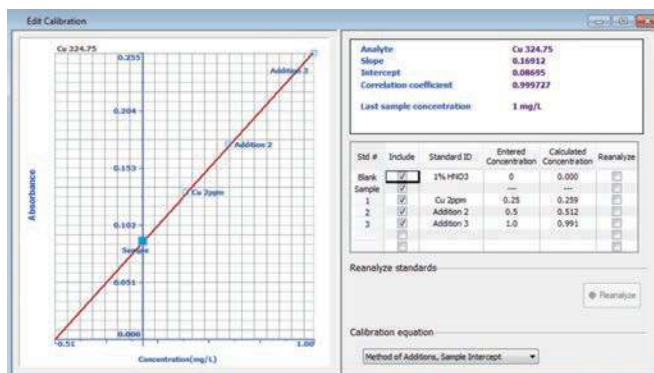 Edit Calibration
Cu 324.75
0.255
0.204
0.153
0.102
0.051
0.000
Absorbance
Addition 3
Addition 2
Cu 2ppm
Sample
-0.51
1.00
Concentration(mg/L)
Analyte Cu 324.75
Slope 0.16912
Intercept 0.08695
Correlation coefficient 0.999727
Last sample concentration 1 mg/L
Std # Include Standard ID Entered Concentration Calculated Concentration Reanalyze
Blank 1% HNO3 0 0.000
Sample --- ---
1 Cu 2ppm 0.25 0.259
2 Addition 2 0.5 0.512
3 Addition 3 1.0 0.991
Reanalyze standards
Reanalyze
Calibration equation
Method of Additions, Sample Intercept